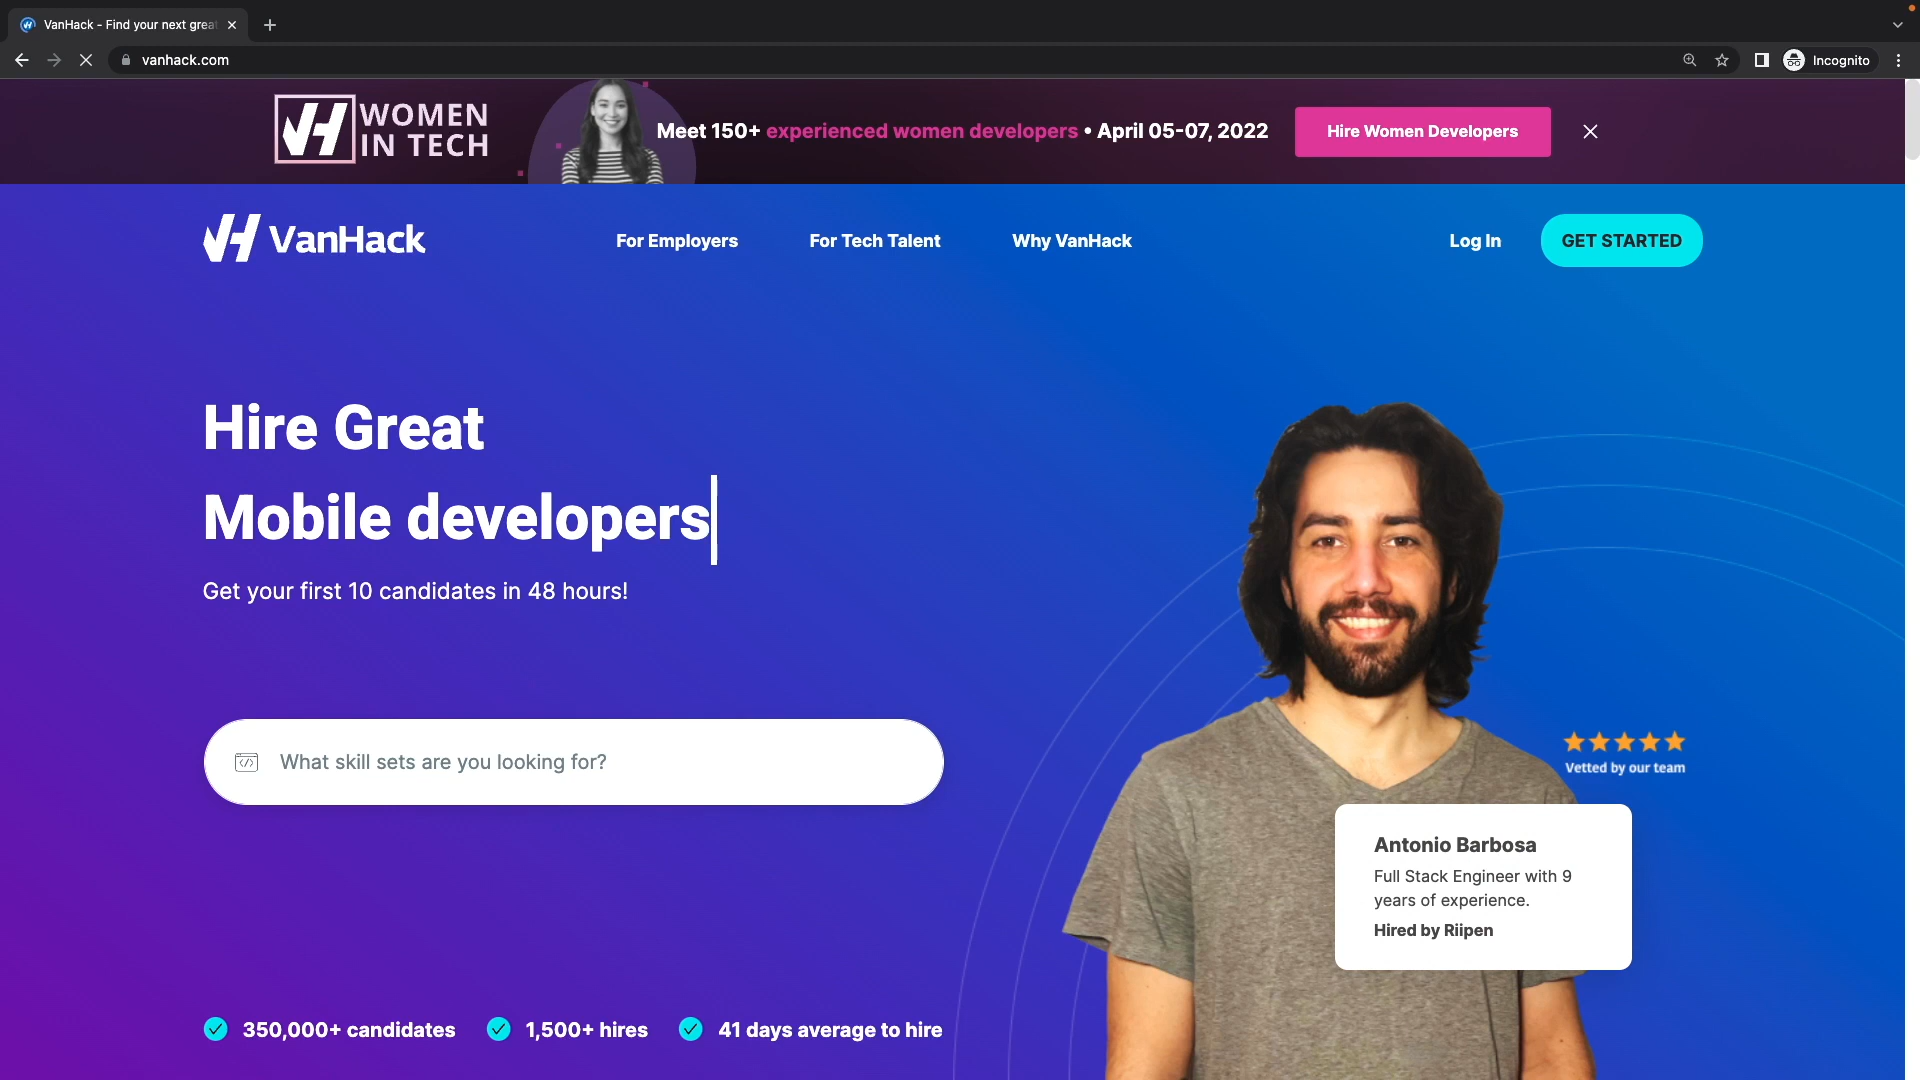 VanHack - Find your next grea
vanhack.com
Incognito
WOMEN
IN TECH
Meet 150+ experienced women developers • April 05-07, 2022
Hire Women Developers
VanHack
For Employers
For Tech Talent
Why VanHack
Log In
GET STARTED
Hire Great
Mobile developers
Get your first 10 candidates in 48 hours!
What skill sets are you looking for?
Vetted by our team
Antonio Barbosa
Full Stack Engineer with 9
years of experience.
Hired by Riipen
350,000+ candidates
1,500+ hires
41 days average to hire